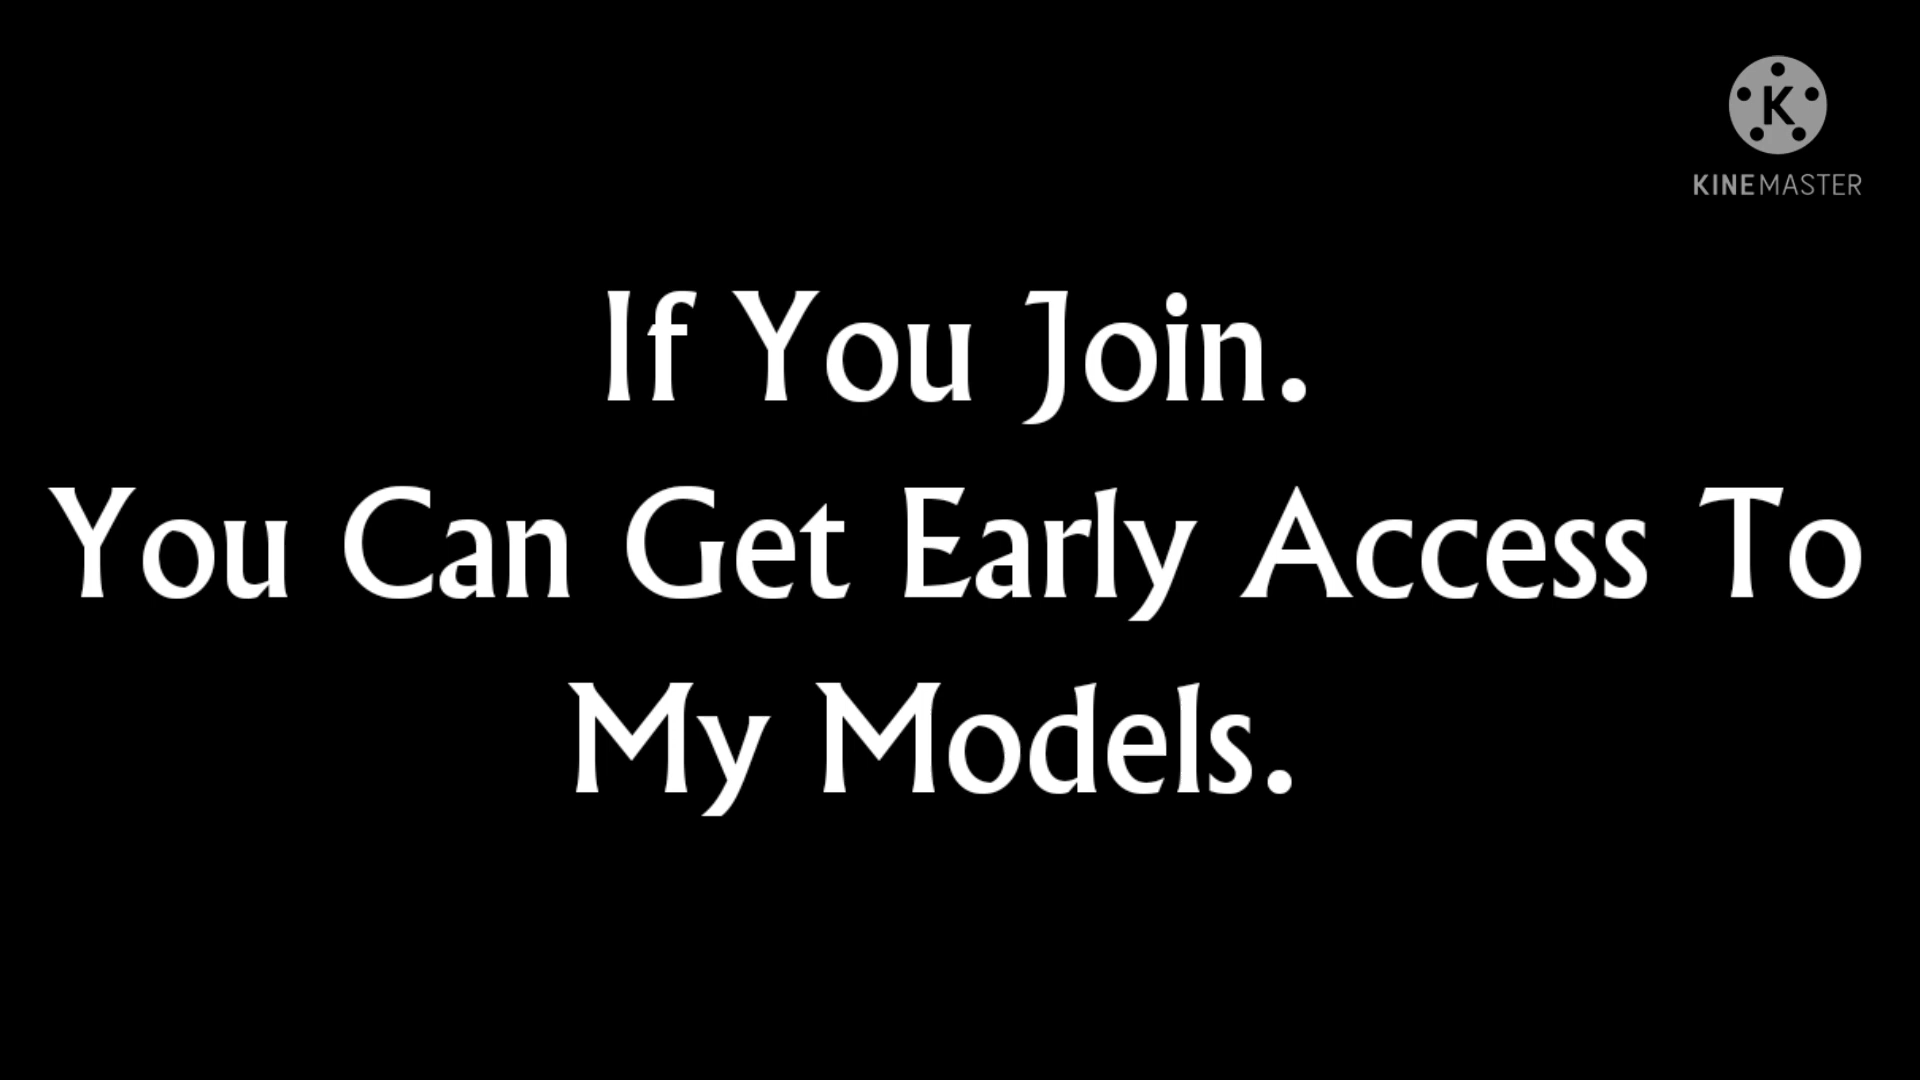 K
KINEMASTER
If You Join.
You Can Get Early Access To
My Models.